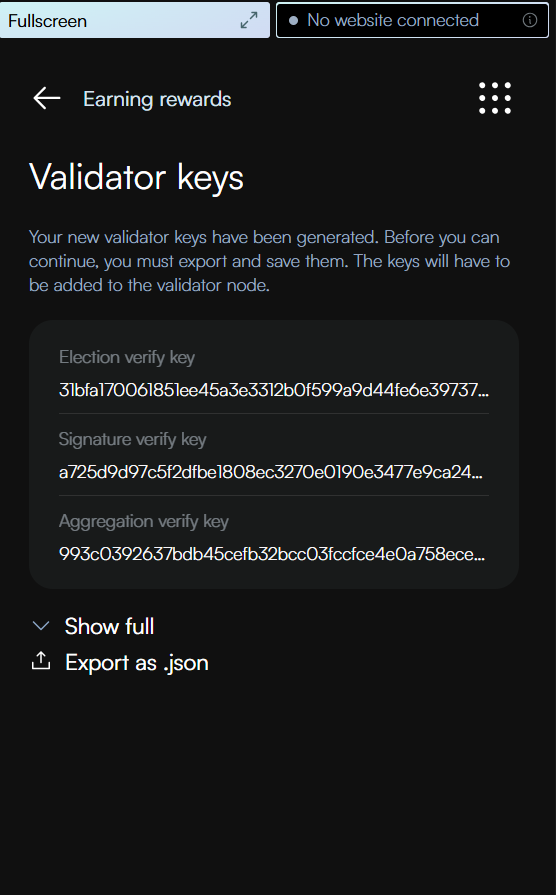 Fullscreen
No website connected
Earning rewards
Validator keys
Your new validator keys have been generated. Before you can
continue, you must export and save them. The keys will have to
be added to the validator node.
Election verify key
31bfa170061851ee45a3e3312b0f599a9d44fe6e39737...
Signature verify key
a725d9d97c5f2dfbe1808ec3270e0190e3477e9ca24...
Aggregation verify key
993c0392637bdb45cefb32bcc03fccfce4e0a758ece...
Show full
Export as .json